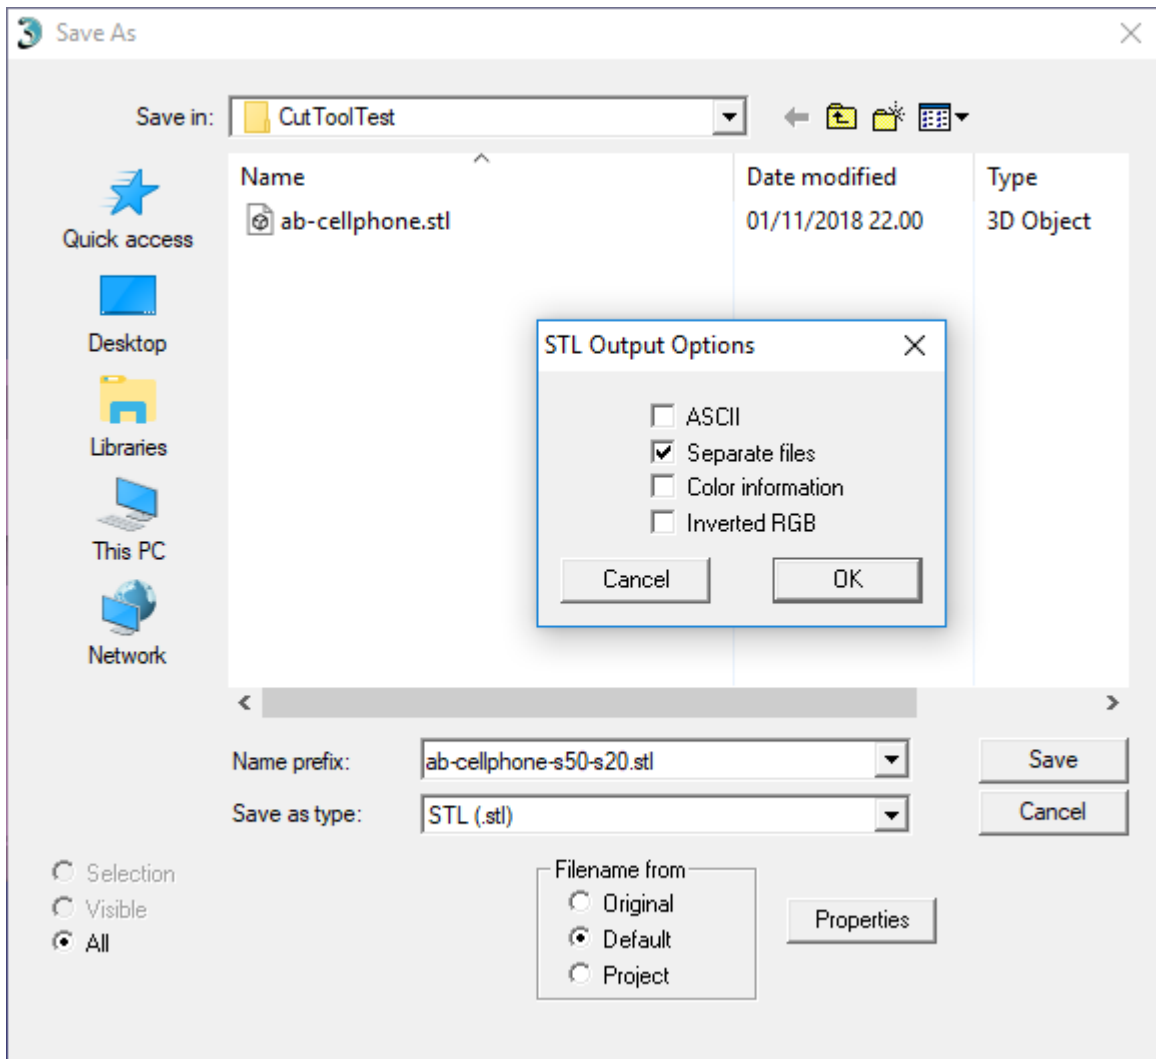 Save As
Save in:
CutToolTest
Quick access
Desktop
Libraries
This PC
Network
Name
Date modified
Type
ab-cellphone.stl
01/11/2018 22.00
3D Object
STL Output Options
ASCII
Separate files
Color information
Inverted RGB
Cancel
OK
Name prefix:
ab-cellphone-s50-s20.stl
Save
Save as type:
STL (.stl)
Cancel
Selection
Visible
All
Filename from
Original
Default
Project
Properties